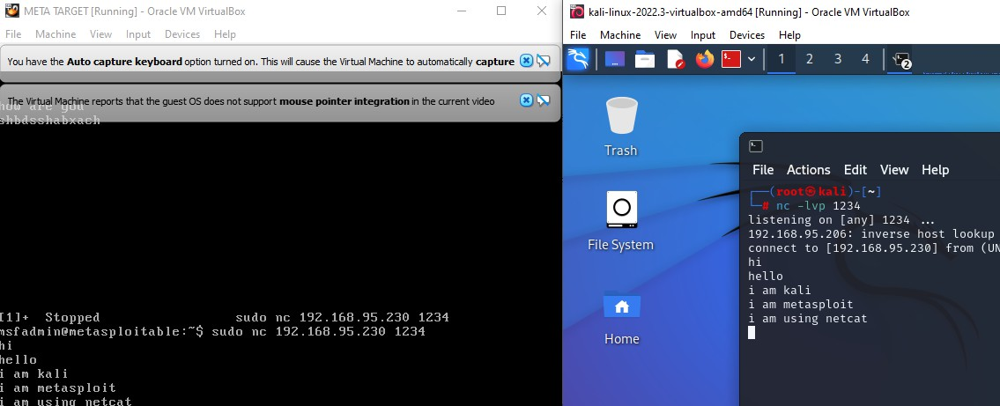 META TARGET [Running] - Oracle VM VirtualBox
File Machine View Input Devices Help
You have the Auto capture keyboard option turned on. This will cause the Virtual Machine to automatically capture
The Virtual Machine reports that the guest OS does not support mouse pointer integration in the current video
how are you
shbdsshabxach
[1]+ Stopped sudo nc 192.168.95.230 1234
msfadmin@metasploitable:~$ sudo nc 192.168.95.230 1234
hi
hello
i am kali
i am metasploit
i am using netcat
kali-linux-2022.3-virtualbox-amd64 [Running] - Oracle VM VirtualBox
File Machine View Input Devices Help
1 2 3 4 2
Trash
File System
Home
File Actions Edit View Help
(root㉿kali)-[~]
# nc -lvp 1234
listening on [any] 1234 ...
192.168.95.206: inverse host lookup
connect to [192.168.95.230] from (UN
hi
hello
i am kali
i am metasploit
i am using netcat